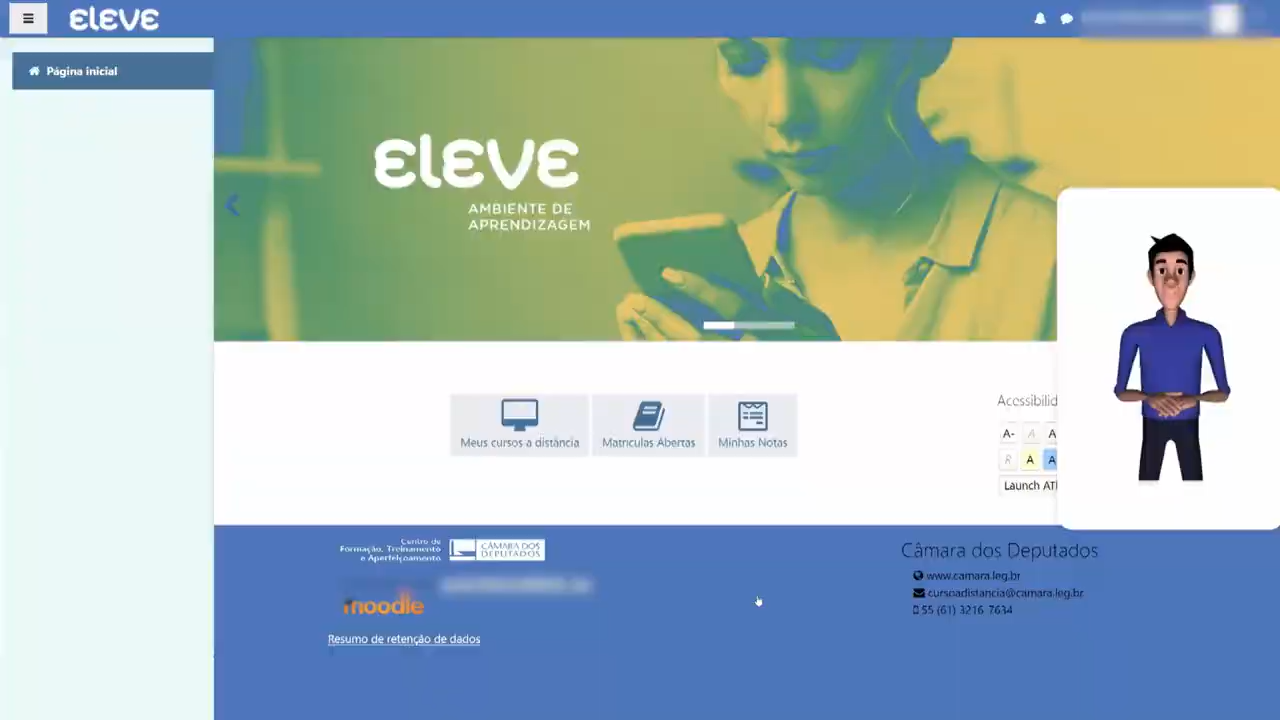 ELEVE
Página inicial
ELEVE
AMBIENTE DE
APRENDIZAGEM
Meus cursos a distância
Matrículas Abertas
Minhas Notas
Acessibilid
A-
A
A
R
A
A
Launch AT
Centro de
Formação, Treinamento
e Aperfeiçoamento
CÂMARA DOS
DEPUTADOS
moodle
Resumo de retenção de dados
Câmara dos Deputados
www.camara.leg.br
cursoadistancia@camara.leg.br
55 (61) 3216-7634